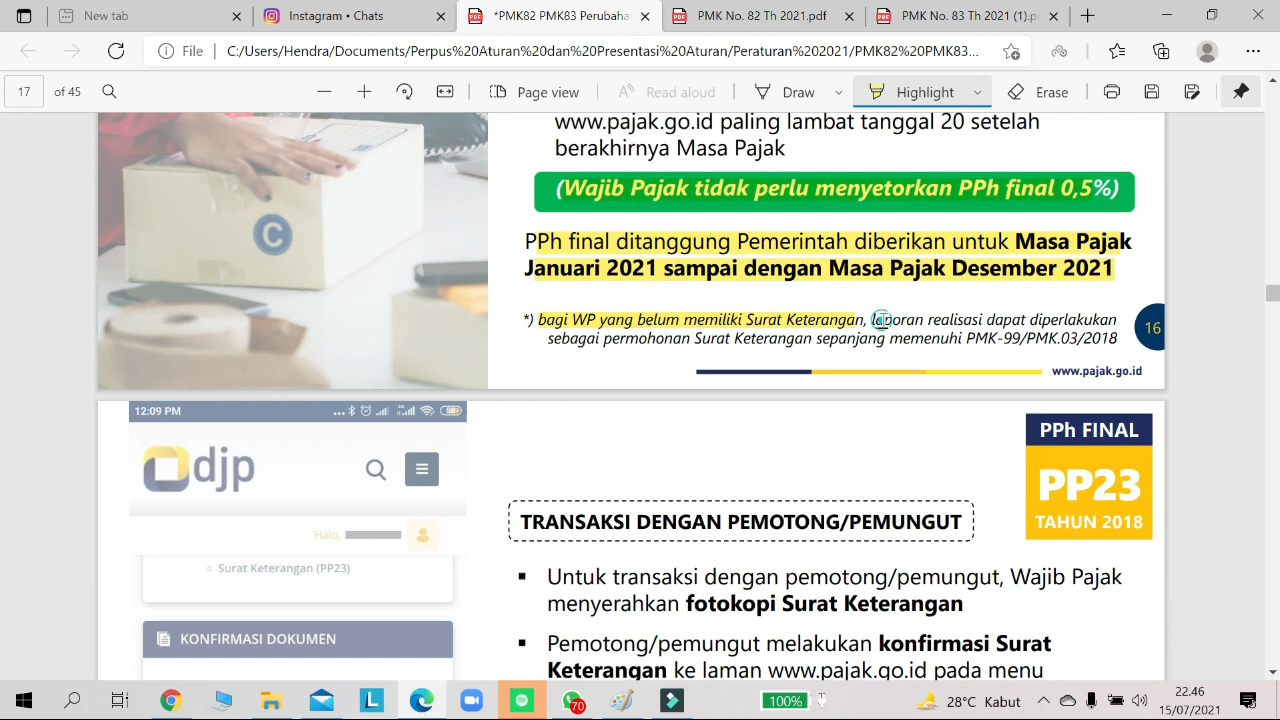 New tab
Instagram • Chats
*PMK82 PMK83 Perubaha
PMK No. 82 Th 2021.pdf
PMK No. 83 Th 2021 (1).pc
File
C:/Users/Hendra/Documents/Perpus%20Aturan%20dan%20Presentasi%20Aturan/Peraturan%202021/PMK82%20PMK83...
17 of 45
Page view
Read aloud
Draw
Highlight
Erase
www.pajak.go.id paling lambat tanggal 20 setelah
berakhirnya Masa Pajak
(Wajib Pajak tidak perlu menyetorkan PPh final 0,5%)
PPh final ditanggung Pemerintah diberikan untuk Masa Pajak
Januari 2021 sampai dengan Masa Pajak Desember 2021
*) bagi WP yang belum memiliki Surat Keterangan, laporan realisasi dapat diperlakukan
sebagai permohonan Surat Keterangan sepanjang memenuhi PMK-99/PMK.03/2018
16
www.pajak.go.id
C
12:09 PM
djp
Halo,
Surat Keterangan (PP23)
KONFIRMASI DOKUMEN
PPh FINAL
PP23
TAHUN 2018
TRANSAKSI DENGAN PEMOTONG/PEMUNGUT
▪ Untuk transaksi dengan pemotong/pemungut, Wajib Pajak
menyerahkan fotokopi Surat Keterangan
▪ Pemotong/pemungut melakukan konfirmasi Surat
Keterangan ke laman www.pajak.go.id pada menu
70
100%
28°C Kabut
22.46
15/07/2021